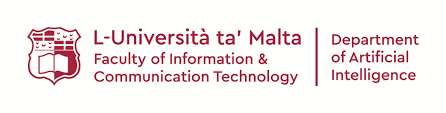 L-Università ta' Malta
Faculty of Information &
Communication Technology
Department
of Artificial
Intelligence